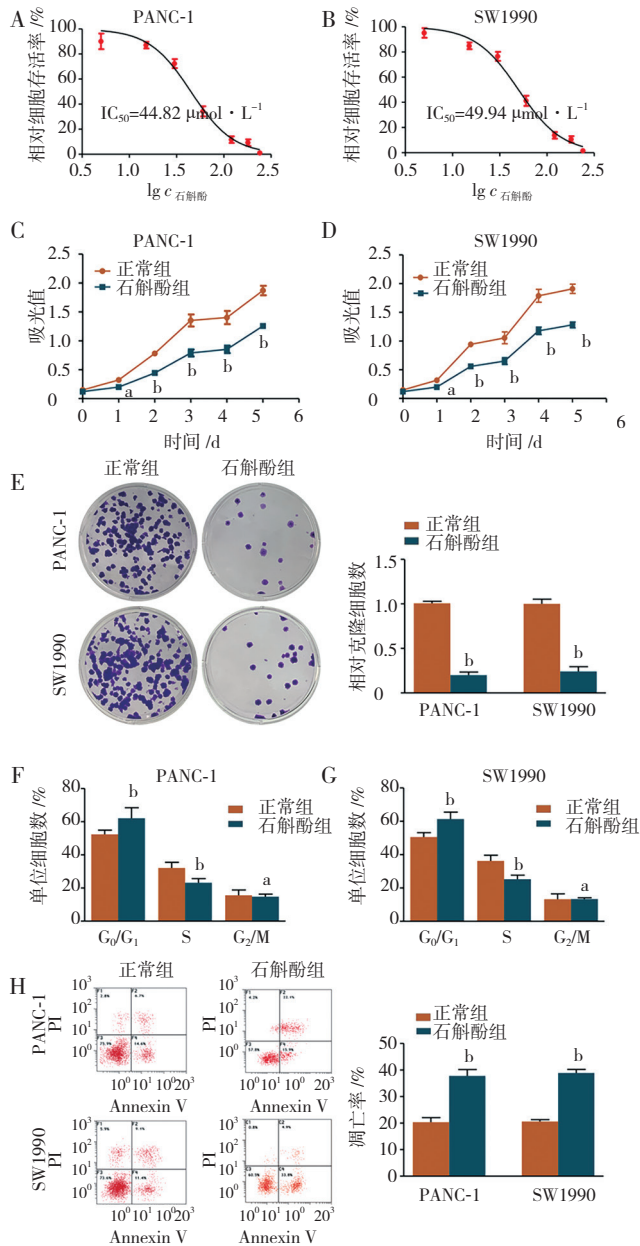 A
PANC-1
相对细胞存活率/%
100
80
60
40
20
0
IC₅₀=44.82 μmol·L⁻¹
0.5 1.0 1.5 2.0 2.5
lg c 石斛酚
B
SW1990
相对细胞存活率/%
100
80
60
40
20
0
IC₅₀=49.94 μmol·L⁻¹
0.5 1.0 1.5 2.0 2.5
lg c 石斛酚
C
PANC-1
吸光值
2.5
2.0
1.5
1.0
0.5
0
正常组
石斛酚组
a b b b b
0 1 2 3 4 5 6
时间/d
D
SW1990
吸光值
2.5
2.0
1.5
1.0
0.5
0
正常组
石斛酚组
a b b b b
0 1 2 3 4 5 6
时间/d
E
正常组 石斛酚组
PANC-1
SW1990
相对克隆细胞数
1.5
1.0
0.5
0
正常组
石斛酚组
PANC-1 SW1990
F
PANC-1
单位细胞数/%
80
60
40
20
0
正常组
石斛酚组
b b a
G₀/G₁ S G₂/M
G
SW1990
单位细胞数/%
80
60
40
20
0
正常组
石斛酚组
b b a
G₀/G₁ S G₂/M
H
正常组 石斛酚组
PANC-1
PI
10³
10²
10¹
10⁰
10⁰ 10¹ 20³
Annexin V
PI
10³
10²
10¹
10⁰
10⁰ 10¹ 20³
Annexin V
SW1990
PI
10³
10²
10¹
10⁰
10⁰ 10¹ 20³
Annexin V
PI
10³
10²
10¹
10⁰
10⁰ 10¹ 20³
Annexin V
凋亡率/%
50
40
30
20
10
0
正常组
石斛酚组
b b
PANC-1 SW1990